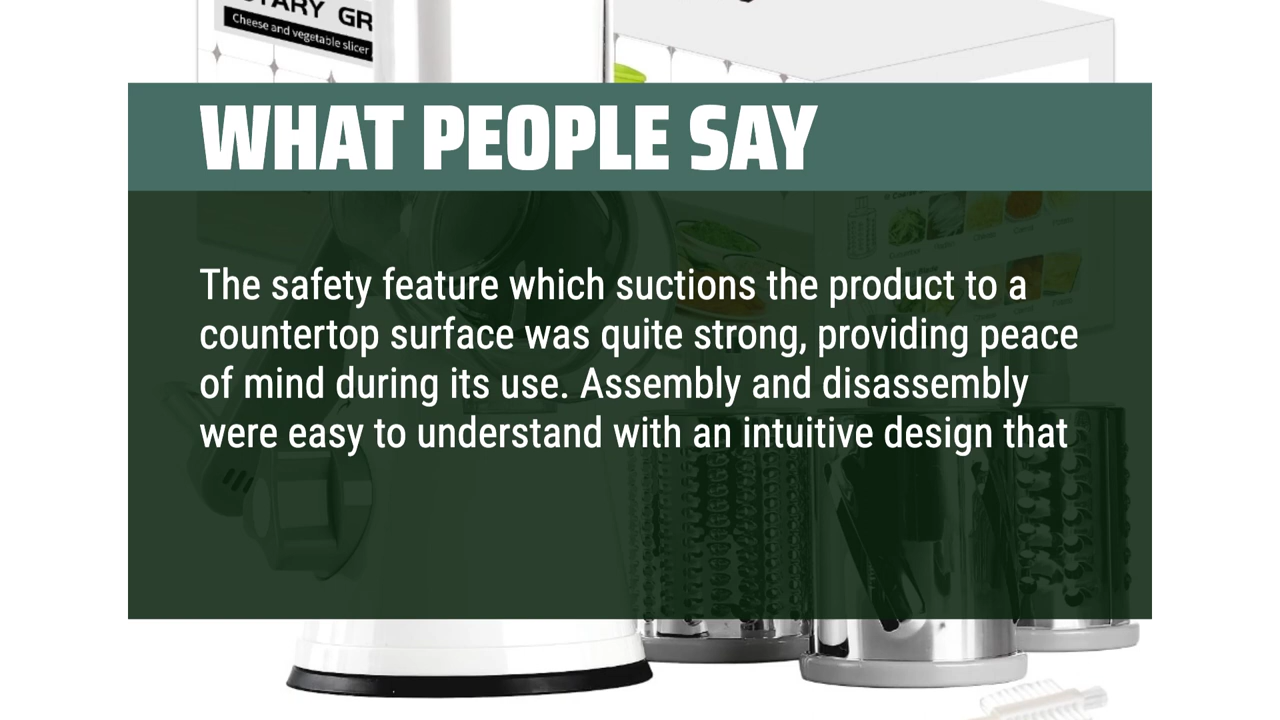 Cheese and vegetable slicer
WHAT PEOPLE SAY
The safety feature which suctions the product to a
countertop surface was quite strong, providing peace
of mind during its use. Assembly and disassembly
were easy to understand with an intuitive design that